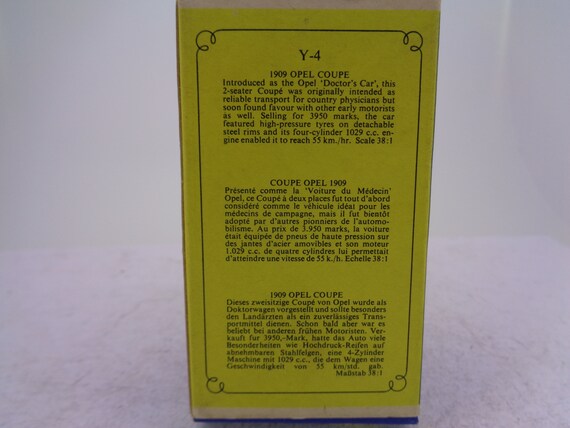 Y-4
1909 OPEL COUPE
Introduced as the Opel 'Doctor's Car', this
2-seater Coupé was originally intended as
reliable transport for country physicians but
soon found favour with other early motorists
as well. Selling for 3950 marks, the car
featured high-pressure tyres on detachable
steel rims and its four-cylinder 1029 c.c. en-
gine enabled it to reach 55 km./hr. Scale 38:1
COUPE OPEL 1909
Présenté comme la 'Voiture du Médecin'
Opel, ce Coupé à deux places fut tout d'abord
considéré comme le véhicule idéat pour les
médecins de campagne, mais il fut bientôt
adopté par d'autres pionniers de l'automo-
bilisme. Au prix de 3.950 marks, la voiture
était équipée de pneus de haute pression sur
des jantes d'acier amovibles et son moteur
1.029 c.c. de quatre cylindres lui permettait
d'atteindre une vitesse de 55 k./h. Echelle 38:1
1909 OPEL COUPE
Dieses zweisitzige Coupé von Opel wurde als
Doktorwagen vorgestellt und sollte besonders
den Landärzten als ein zuverlässiges Trans-
portmittel dienen. Schon bald aber war es
beliebt bei anderen frühen Motoristen. Ver-
kauft fur 3950,-Mark, hatte das Auto viele
Besonderheiten wie Hochdruck-Reifen auf
abnehmbaren Stahlfelgen, eine 4-Zylinder
Maschine mit 1029 c.c, die dem Wagen eine
Geschwindigkeit von 55 km/std. gab.
Maßstab 38:1